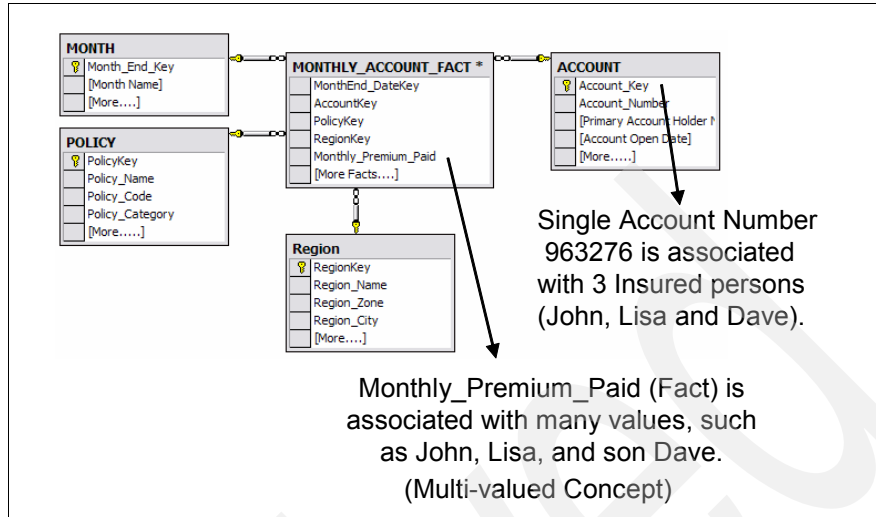 MONTH
Month_End_Key
[Month Name]
[More....]
POLICY
PolicyKey
Policy_Name
Policy_Code
Policy_Category
[More.....]
MONTHLY_ACCOUNT_FACT *
MonthEnd_DateKey
AccountKey
PolicyKey
RegionKey
Monthly_Premium_Paid
[More Facts....]
ACCOUNT
Account_Key
Account_Number
[Primary Account Holder N
[Account Open Date]
[More.....]
Region
RegionKey
Region_Name
Region_Zone
Region_City
[More....]
Single Account Number
963276 is associated
with 3 Insured persons
(John, Lisa and Dave).
Monthly_Premium_Paid (Fact) is
associated with many values, such
as John, Lisa, and son Dave.
(Multi-valued Concept)